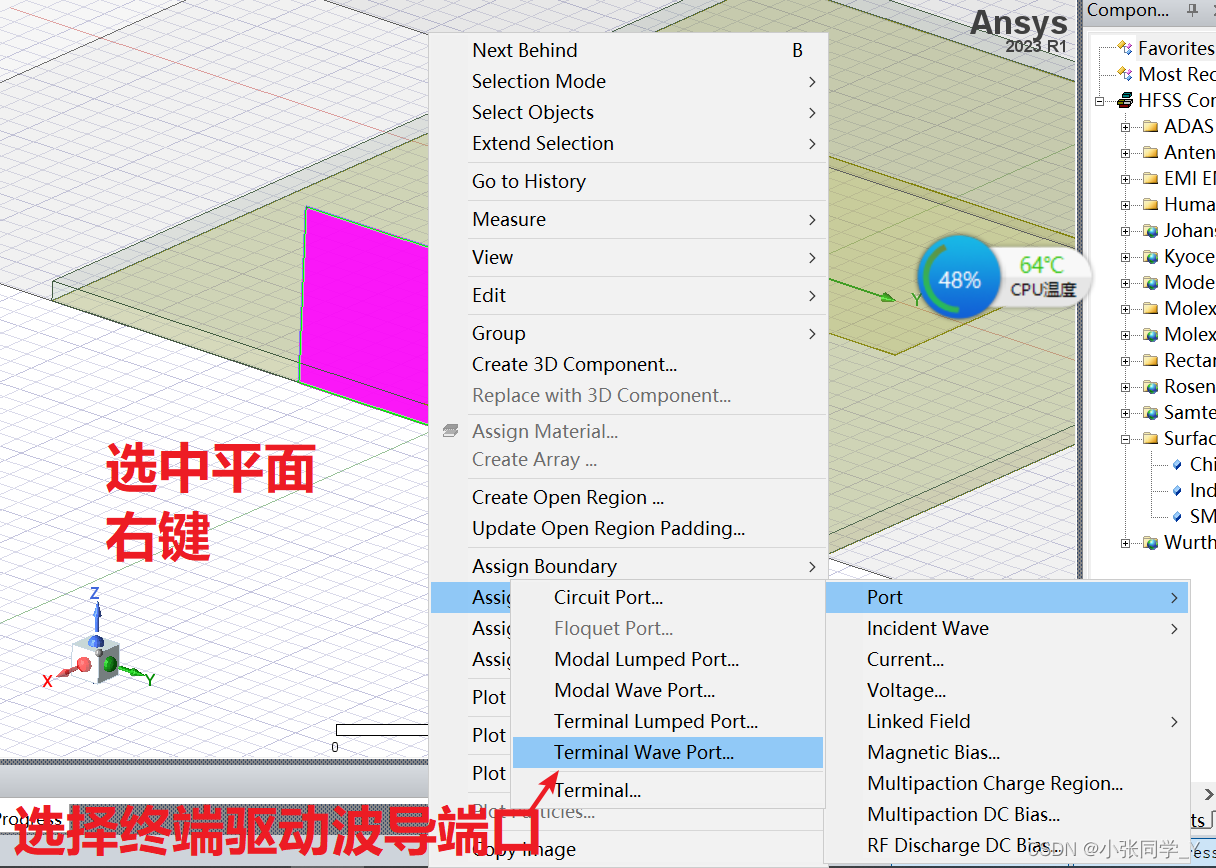 Ansys
2023 R1
Compon...
Favorites
Most Rec
HFSS Cor
ADAS
Anten
EMI
Huma
Johans
Kyoce
Mode
Molex
Molex
Rectar
Rosen
Samte
Surfac
Chi
Ind
SM
Wurth
Next Behind B
Selection Mode
Select Objects
Extend Selection
Go to History
Measure
View
Edit
Group
Create 3D Component...
Replace with 3D Component...
Assign Material...
Create Array ...
Create Open Region ...
Update Open Region Padding...
Assign Boundary
Assig
Assig
Assig
Plot
Plot
Plot
Copy Image
Circuit Port...
Floquet Port...
Modal Lumped Port...
Modal Wave Port...
Terminal Lumped Port...
Terminal Wave Port...
Terminal...
Port
Incident Wave
Current...
Voltage...
Linked Field
Magnetic Bias...
Multipaction Charge Region...
Multipaction DC Bias...
RF Discharge DC Bias...
48%
64℃
CPU温度
Y
选中平面
右键
Z
X
Y
0
Progress
选择终端驱动波导端口
CSDN @小张同学_Y